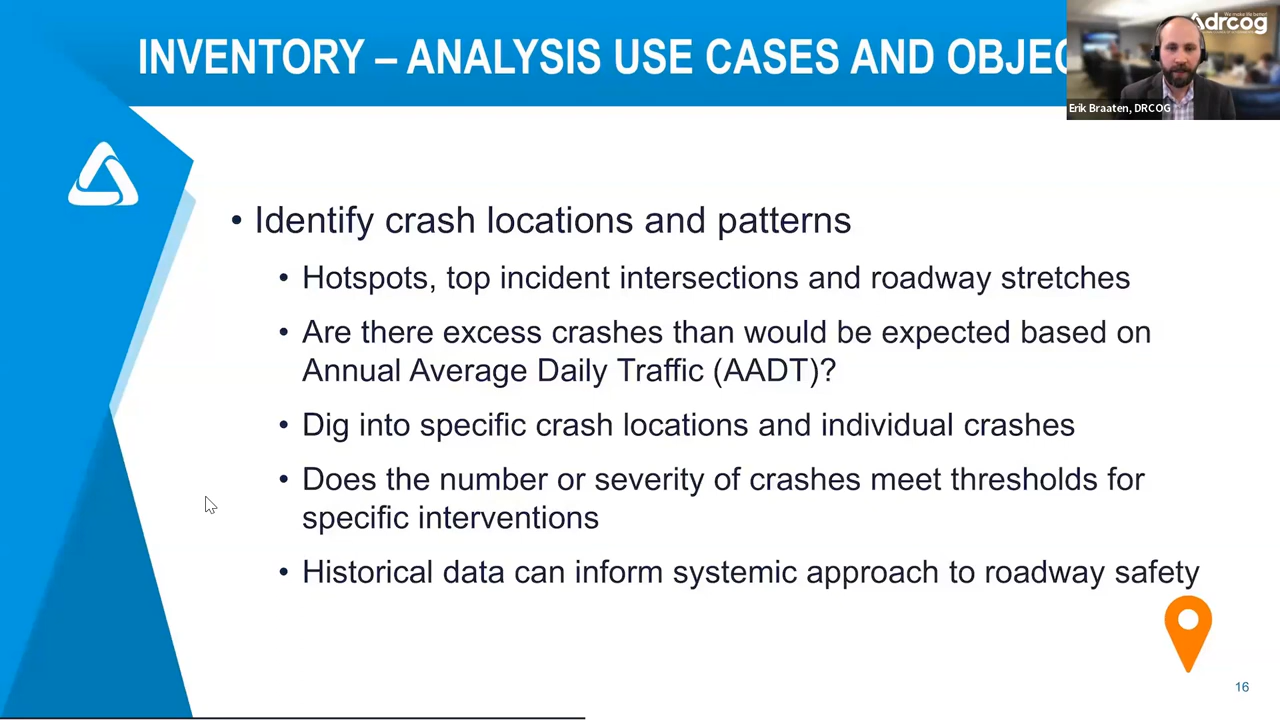 INVENTORY – ANALYSIS USE CASES AND OBJEC
drcog
Erik Braaten, DRCOG
• Identify crash locations and patterns
• Hotspots, top incident intersections and roadway stretches
• Are there excess crashes than would be expected based on
Annual Average Daily Traffic (AADT)?
• Dig into specific crash locations and individual crashes
• Does the number or severity of crashes meet thresholds for
specific interventions
• Historical data can inform systemic approach to roadway safety
16